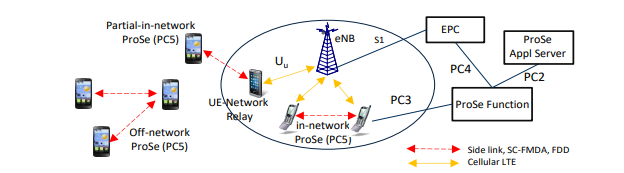 Partial-in-network
ProSe (PC5)
eNB
S1
EPC
ProSe
Appl Server
Uu
PC4
PC2
UE-Network
Relay
PC3
ProSe Function
in-network
ProSe (PC5)
Off-network
ProSe (PC5)
Side link, SC-FMDA, FDD
Cellular LTE